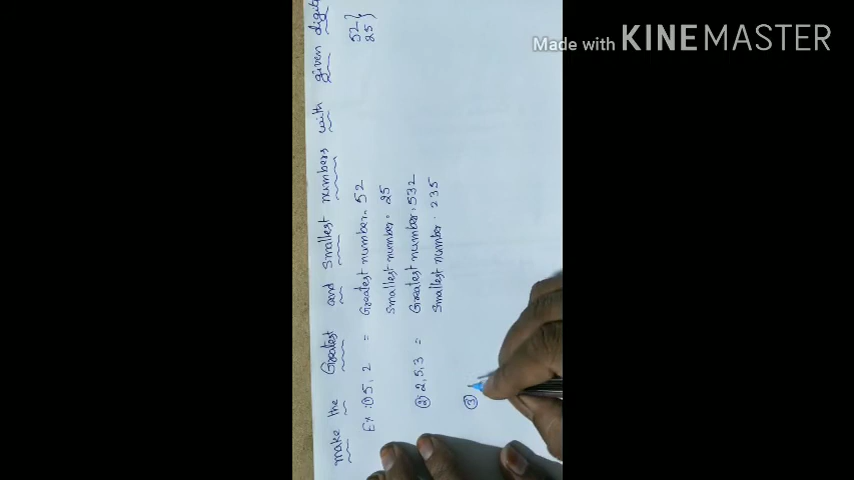 Made with KINEMASTER
make the Greatest and smallest numbers with given digits
Ex :① 5, 2 = Greatest number = 52
52 }
25 }
smallest number = 25
② 2, 5, 3 = Greatest number = 532
smallest number = 235
③